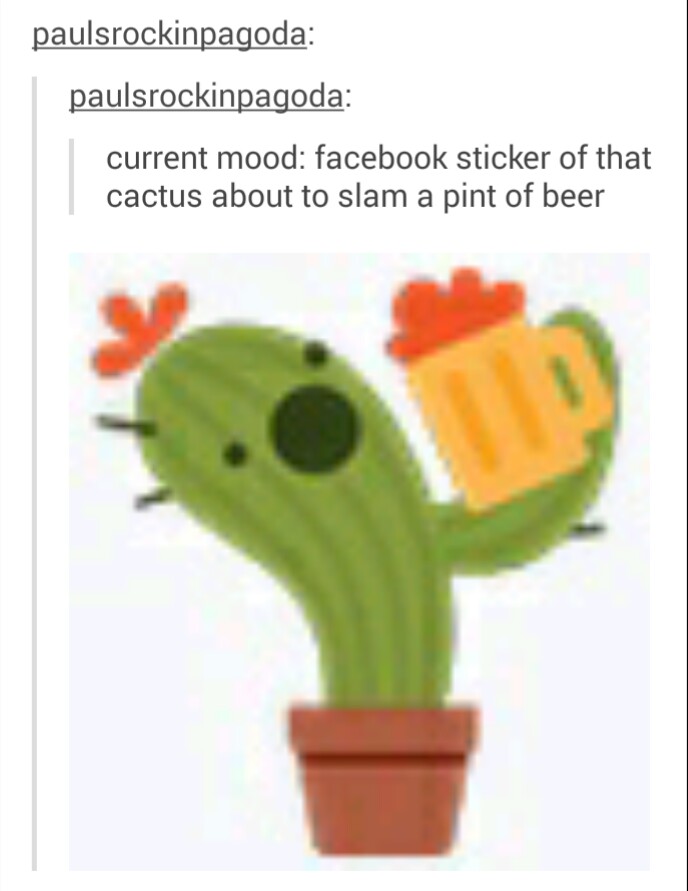 paulsrockinpagoda:
paulsrockinpagoda:
current mood: facebook sticker of that
cactus about to slam a pint of beer